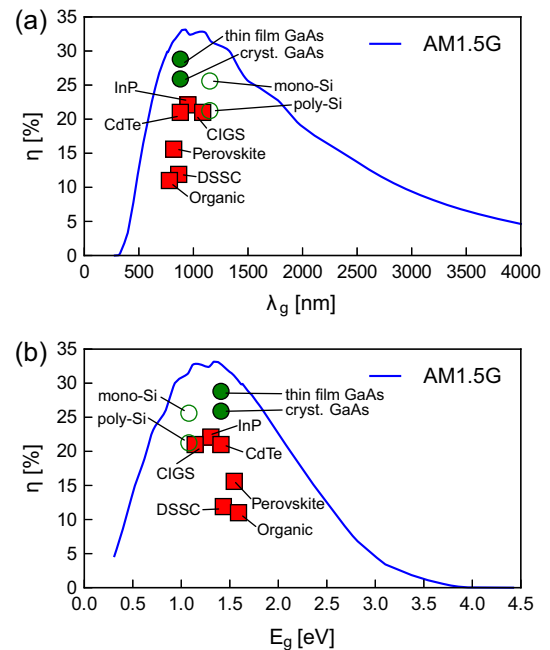 (a)
35
30
25
20
15
10
5
0
η [%]
AM1.5G
thin film GaAs
cryst. GaAs
mono-Si
poly-Si
InP
CdTe
CIGS
Perovskite
DSSC
Organic
0 500 1000 1500 2000 2500 3000 3500 4000
λg [nm]
(b)
35
30
25
20
15
10
5
0
η [%]
AM1.5G
mono-Si
thin film GaAs
poly-Si
cryst. GaAs
InP
CIGS
CdTe
Perovskite
DSSC
Organic
0.0 0.5 1.0 1.5 2.0 2.5 3.0 3.5 4.0 4.5
Eg [eV]